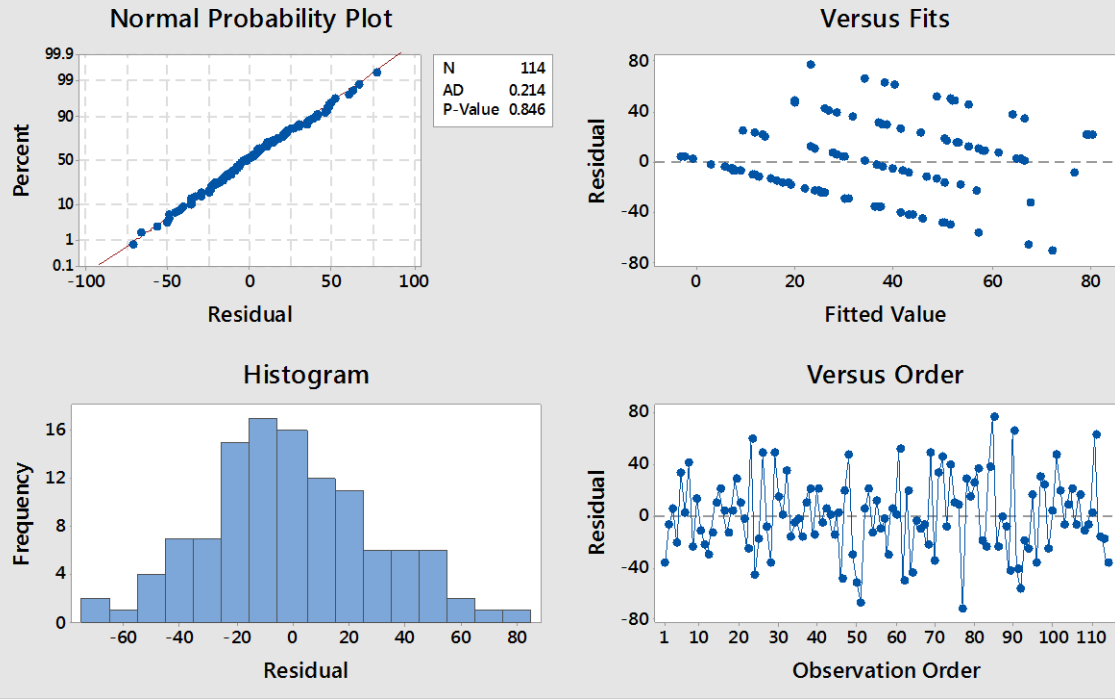 Normal Probability Plot
99.9
99
90
50
10
1
0.1
Percent
-100 -50 0 50 100
Residual
N 114
AD 0.214
P-Value 0.846
Versus Fits
80
40
0
-40
-80
Residual
0 20 40 60 80
Fitted Value
Histogram
16
12
8
4
0
Frequency
-60 -40 -20 0 20 40 60 80
Residual
Versus Order
80
40
0
-40
-80
Residual
1 10 20 30 40 50 60 70 80 90 100 110
Observation Order